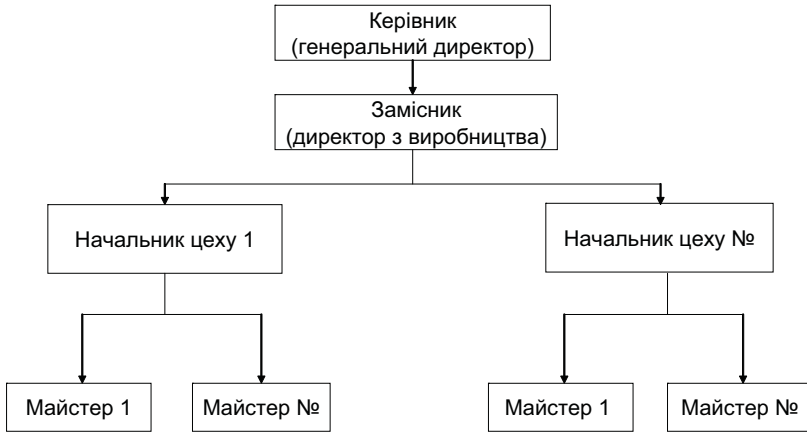 Керівник
(генеральний директор)
Замісник
(директор з виробництва)
Начальник цеху 1
Начальник цеху №
Майстер 1
Майстер №
Майстер 1
Майстер №